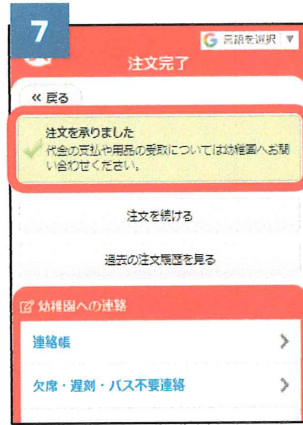 7
言語を選択 ▼
注文完了
« 戻る
注文を承りました
代金の支払や用品の受取については幼稚園へお問
い合わせください。
注文を続ける
過去の注文履歴を見る
幼稚園への連絡
連絡帳
欠席・遅刻・バス不要連絡